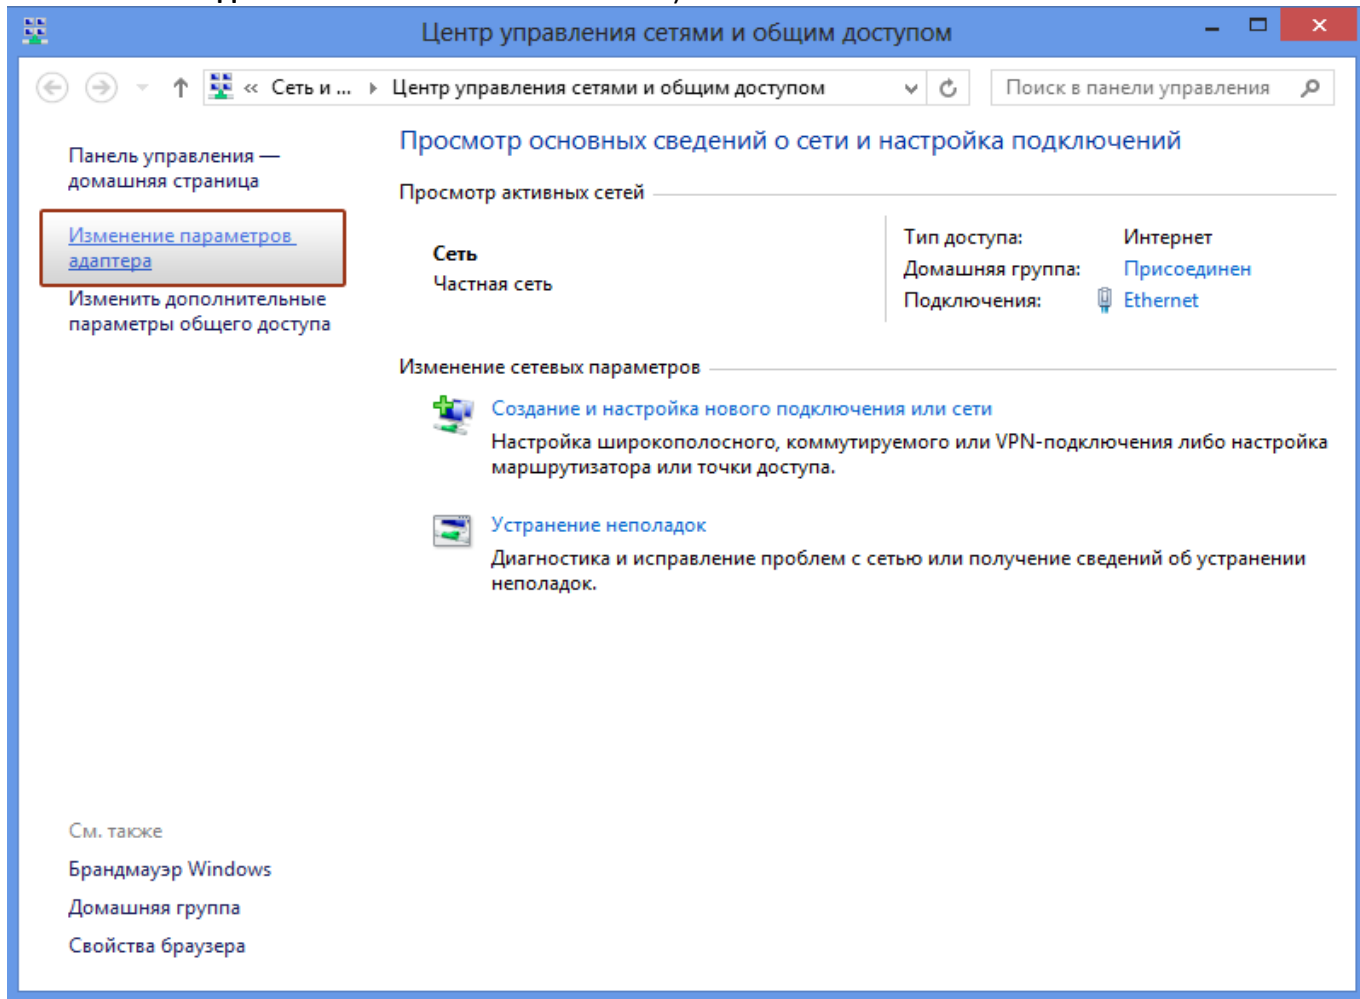 Центр управления сетями и общим доступом
« Сеть и ... Центр управления сетями и общим доступом
Поиск в панели управления
Панель управления —
домашняя страница
Изменение параметров
адаптера
Изменить дополнительные
параметры общего доступа
Просмотр основных сведений о сети и настройка подключений
Просмотр активных сетей
Сеть
Частная сеть
Тип доступа: Интернет
Домашняя группа: Присоединен
Подключения: Ethernet
Изменение сетевых параметров
Создание и настройка нового подключения или сети
Настройка широкополосного, коммутируемого или VPN-подключения либо настройка
маршрутизатора или точки доступа.
Устранение неполадок
Диагностика и исправление проблем с сетью или получение сведений об устранении
неполадок.
См. также
Брандмауэр Windows
Домашняя группа
Свойства браузера